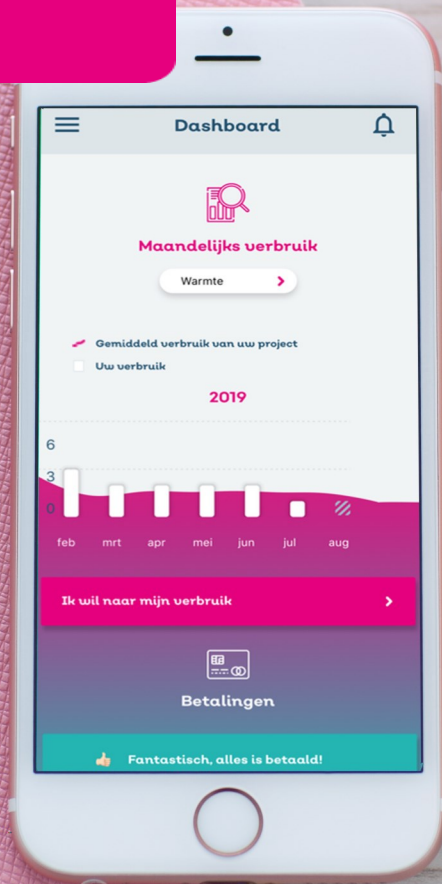 Dashboard
Maandelijks verbruik
Warmte
Gemiddeld verbruik van uw project
Uw verbruik
2019
6
3
0
feb mrt apr mei jun jul aug
Ik wil naar mijn verbruik
Betalingen
Fantastisch, alles is betaald!